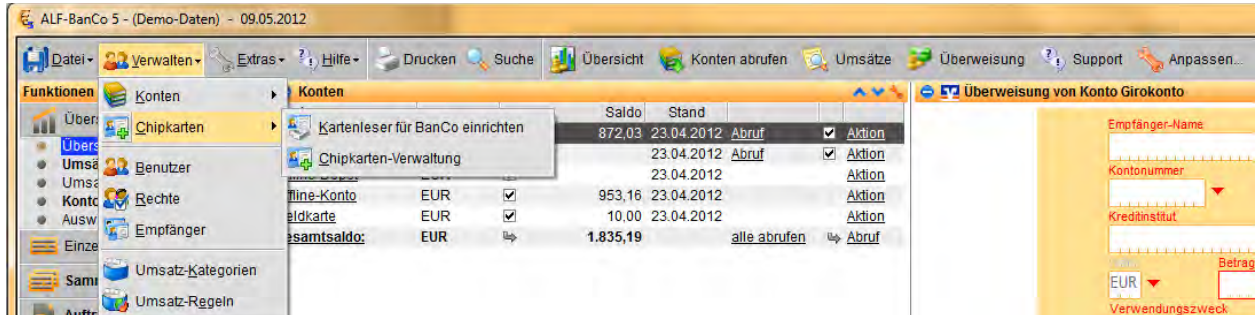 ALF-BanCo 5 - (Demo-Daten) - 09.05.2012
Datei Verwalten Extras Hilfe Drucken Suche Übersicht Konten abrufen Umsätze Überweisung Support Anpassen...
Funktionen Konten Überweisung von Konto Girokonto
Konten
Chipkarten
Benutzer
Rechte
Empfänger
Umsatz-Kategorien
Umsatz-Regeln
Kartenleser für BanCo einrichten
Chipkarten-Verwaltung
Saldo Stand
872,03 23.04.2012 Abruf Aktion
23.04.2012 Abruf Aktion
23.04.2012 Aktion
EUR 953,16 23.04.2012 Aktion
EUR 10,00 23.04.2012 Aktion
EUR 1.835,19 alle abrufen Abruf
Empfänger-Name
Kontonummer
Kreditinstitut
Betrag
EUR
Verwendungszweck